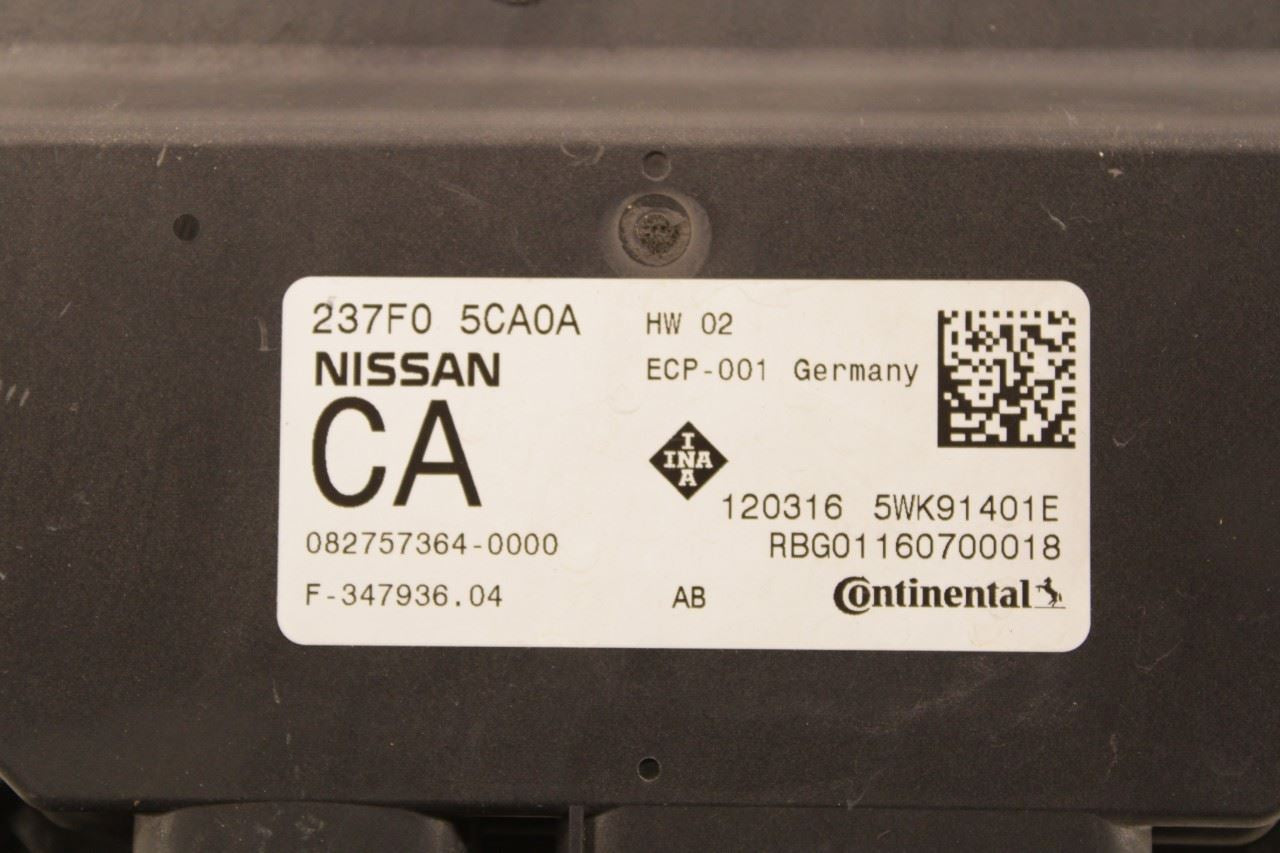 237F0 5CA0A
HW 02
NISSAN
ECP-001 Germany
CA
INA
INA
120316 5WK91401E
082757364-0000
RBG01160700018
F-347936.04
AB
Continental